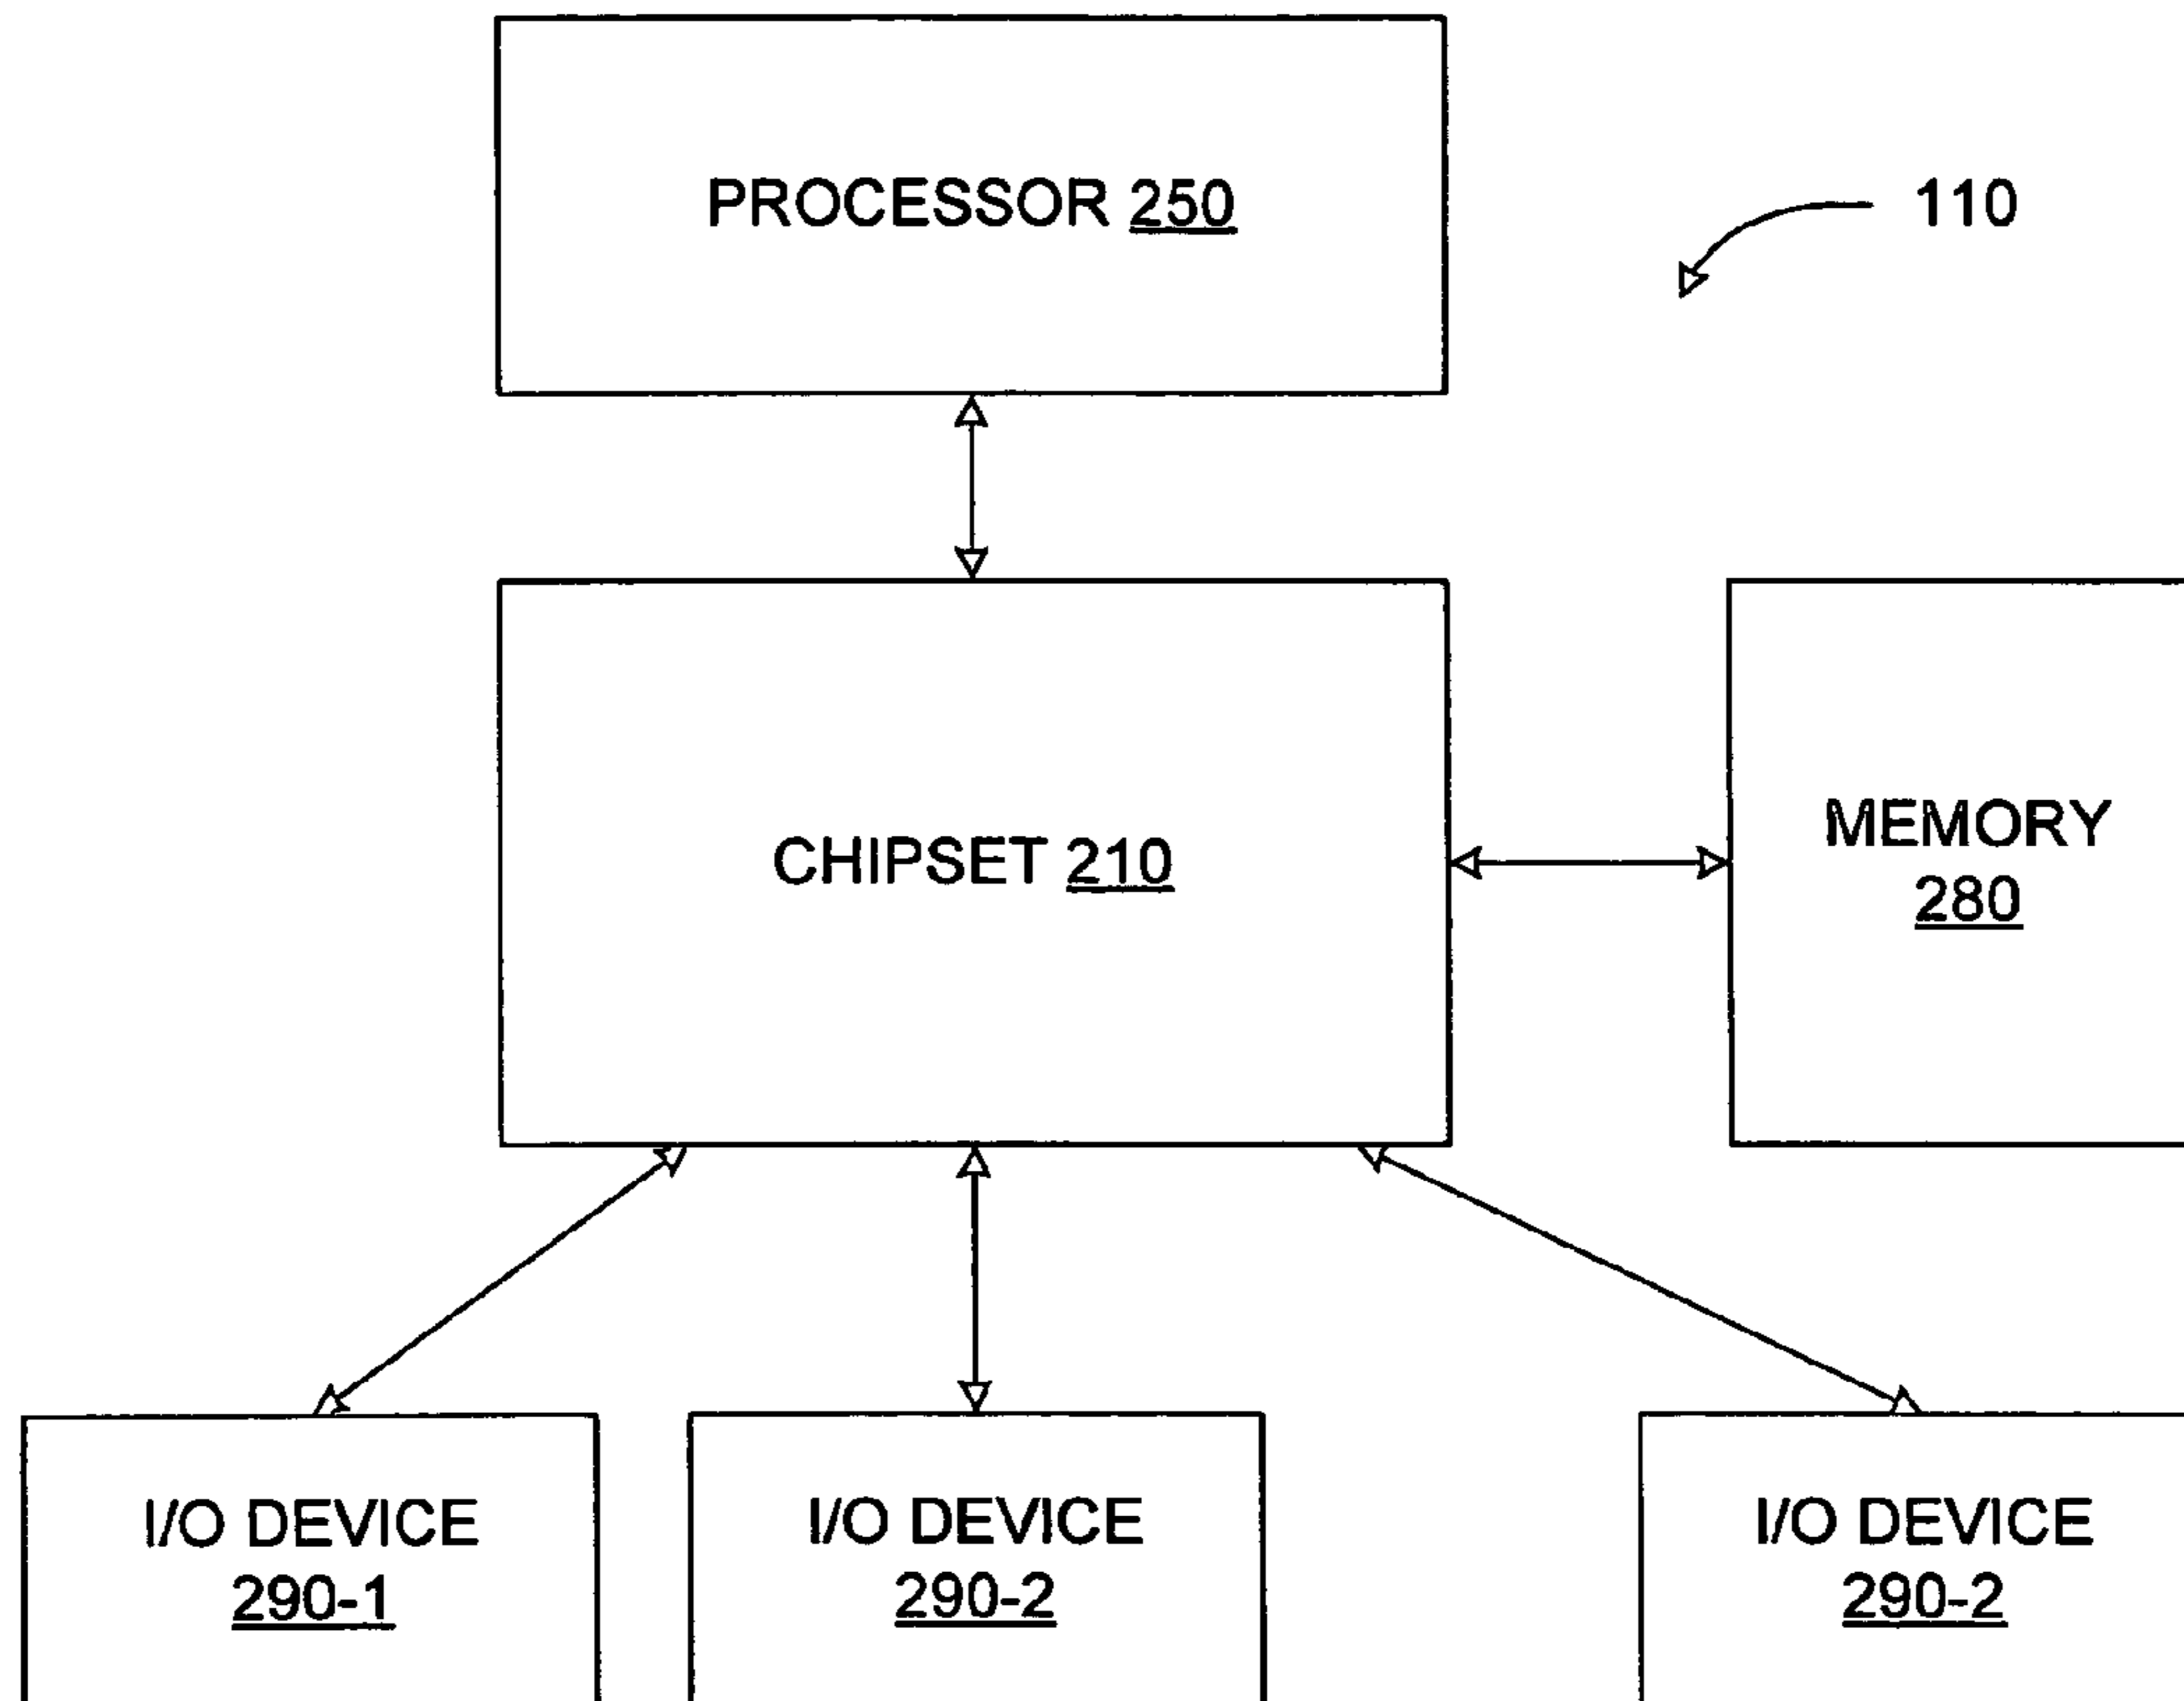 PROCESSOR 250
110
CHIPSET 210
MEMORY
280
I/O DEVICE
290-1
I/O DEVICE
290-2
I/O DEVICE
290-2